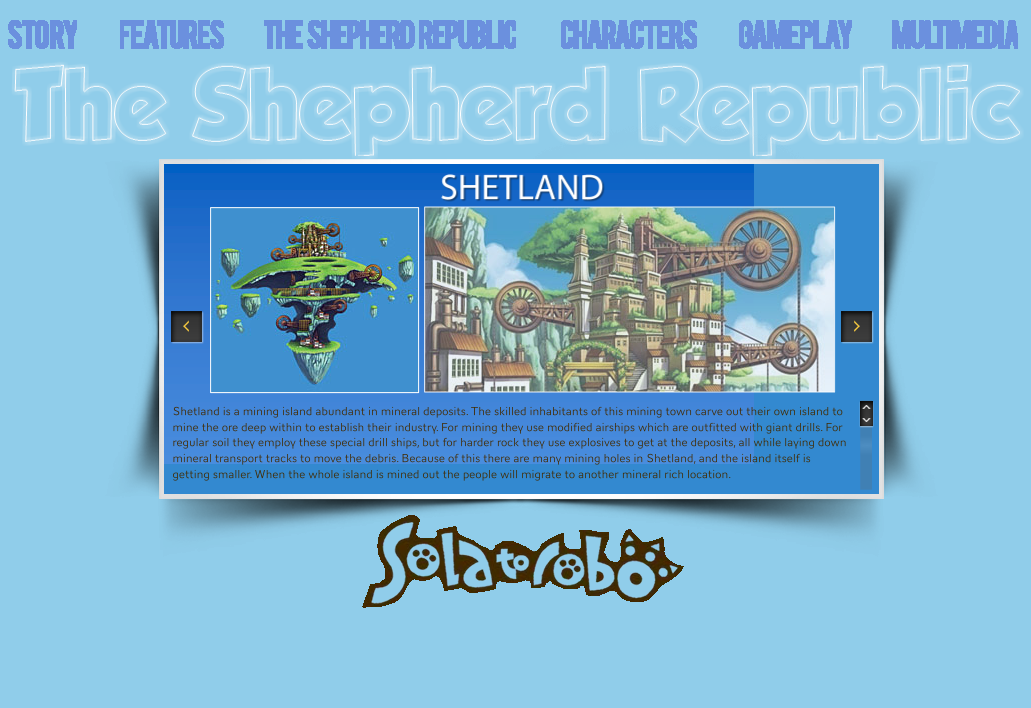 STORY FEATURES THE SHEPHERD REPUBLIC CHARACTERS GAMEPLAY MULTIMEDIA
The Shepherd Republic
SHETLAND
Shetland is a mining island abundant in mineral deposits. The skilled inhabitants of this mining town carve out their own island to
mine the ore deep within to establish their industry. For mining they use modified airships which are outfitted with giant drills. For
regular soil they employ these special drill ships, but for harder rock they use explosives to get at the deposits, all while laying down
mineral transport tracks to move the debris. Because of this there are many mining holes in Shetland, and the island itself is
getting smaller. When the whole island is mined out the people will migrate to another mineral rich location.
Solatorobo